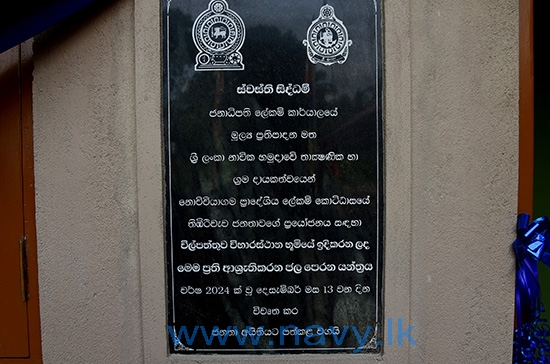 ස්වස්ති සිද්ධම්
ජනාධිපති ලේකම් කාර්යාලයේ
මූල්‍ය ප්‍රතිපාදන මත
ශ්‍රී ලංකා නාවික හමුදාවේ තාක්ෂණික හා
ශ්‍රම දායකත්වයෙන්
නොච්චියාගම ප්‍රාදේශීය ලේකම් කොට්ඨාසයේ
තිඹිරිවැව ජනතාවගේ ප්‍රයෝජනය සඳහා
විල්පත්තුව විහාරස්ථාන භූමියේ ඉදිකරන ලද
මෙම ප්‍රති ආශ්‍රැතිකරන ජල පෙරන යන්ත්‍රය
වර්ෂ 2024 ක් වූ දෙසැම්බර් මස 13 වන දින
විවෘත කර
ජනතා අයිතියට පත්කළ වගයි
www.navy.lk